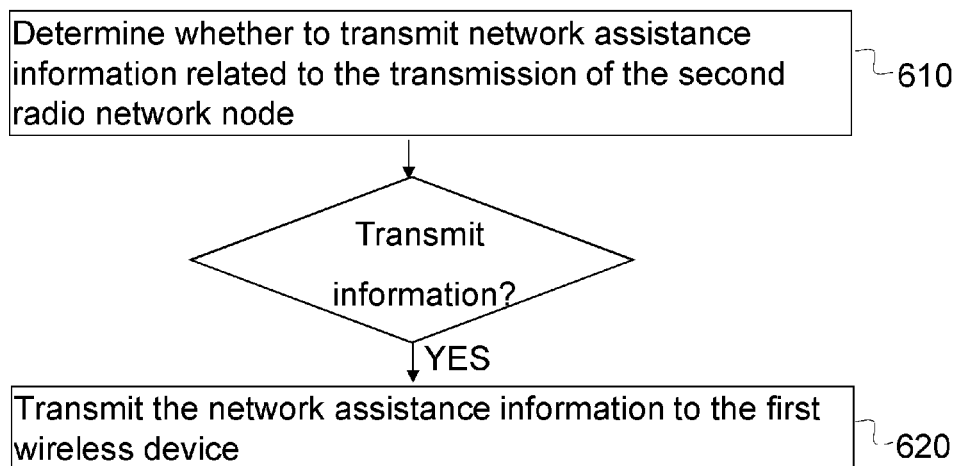 Determine whether to transmit network assistance
information related to the transmission of the second
radio network node
610
Transmit
information?
YES
Transmit the network assistance information to the first
wireless device
620